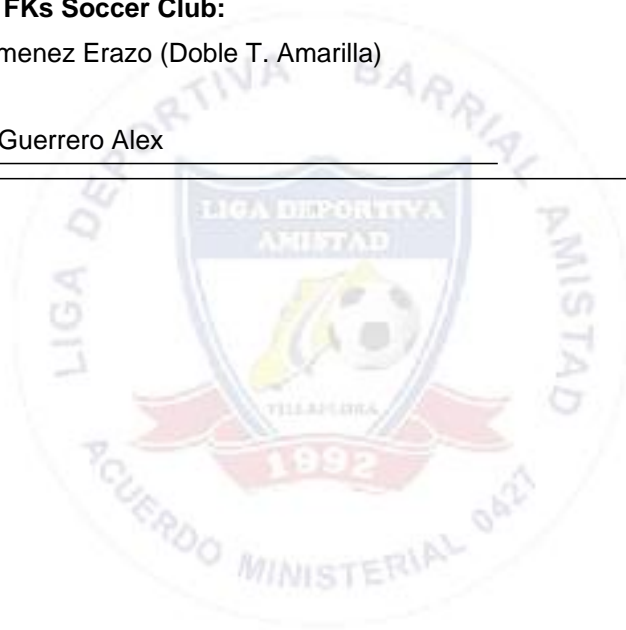 FKs Soccer Club:
menez Erazo (Doble T. Amarilla)
Guerrero Alex
LIGA DEPORTIVA BARRIAL AMISTAD
LIGA DEPORTIVA
AMISTAD
VILLAFLORA
1992
ACUERDO MINISTERIAL 0427